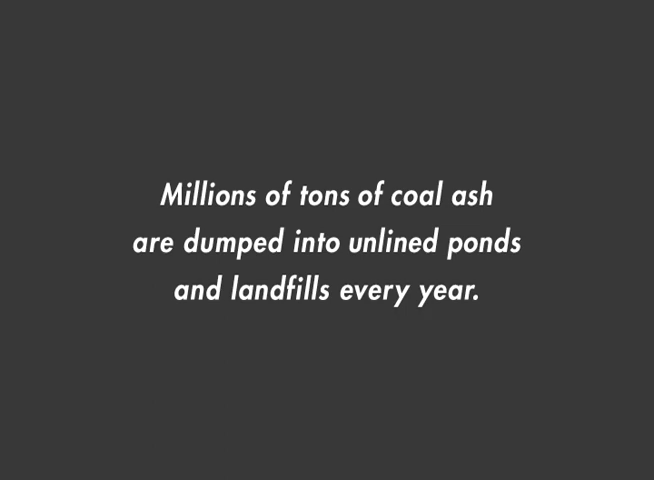 Millions of tons of coal ash
are dumped into unlined ponds
and landfills every year.